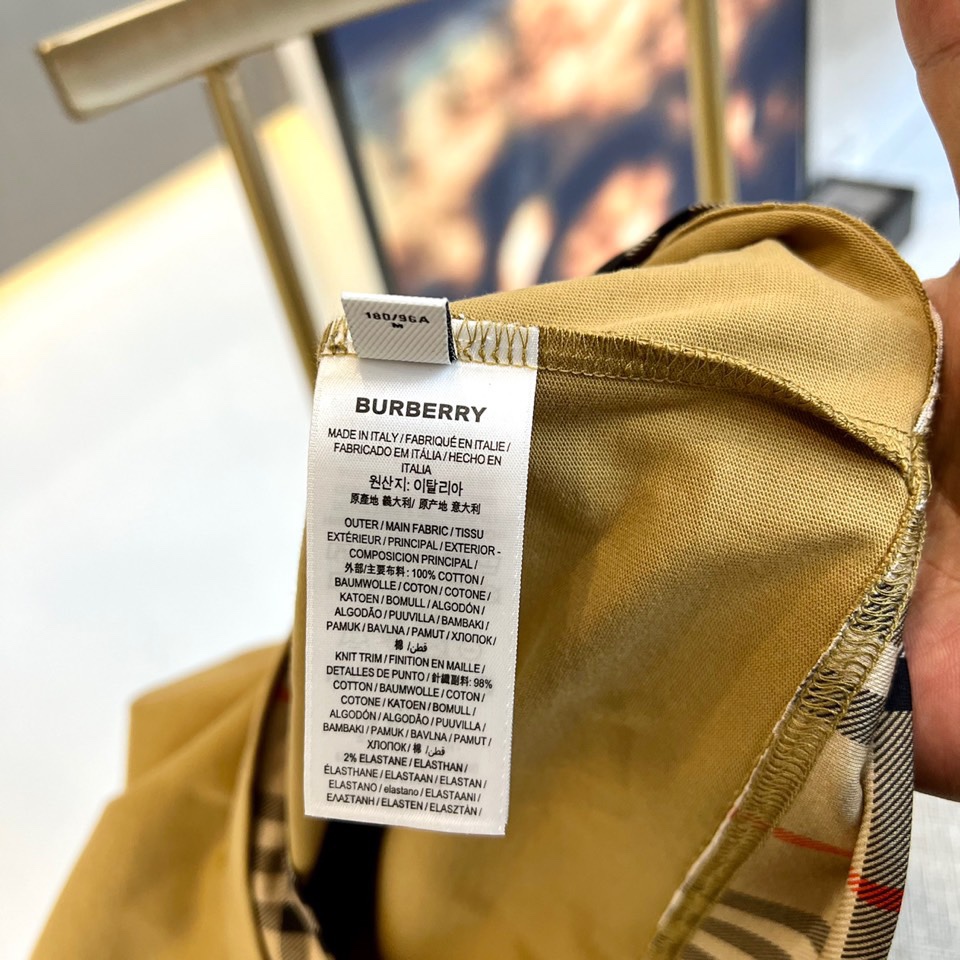 180/96A
BURBERRY
MADE IN ITALY / FABRIQUÉ EN ITALIE /
FABRICADO EM ITÁLIA / HECHO EN
ITALIA
원산지: 이탈리아
原產地 義大利/ 原产地 意大利
OUTER / MAIN FABRIC / TISSU
EXTÉRIEUR / PRINCIPAL / EXTERIOR -
COMPOSICION PRINCIPAL /
外部/主要布料 : 100% COTTON /
BAUMWOLLE / COTON / COTONE /
KATOEN / BOMULL / ALGODÓN /
ALGODÃO / PUUVILLA / BAMBAKI /
PAMUK / BAVLNA / PAMUT / ХЛОПОК/
棉 /قطن
KNIT TRIM / FINITION EN MAILLE /
DETALLES DE PUNTO / 針織副料: 98%
COTTON / BAUMWOLLE / COTON /
COTONE / KATOEN / BOMULL /
ALGODÓN / ALGODÃO / PUUVILLA /
BAMBAKI / PAMUK / BAVLNA / PAMUT /
ХЛОПОК/ 棉 /قطن
2% ELASTANE / ELASTHAN /
ÉLASTHANE / ELASTAAN / ELASTAN /
ELASTANO / elastano / ELASTAANI /
ΕΛΑΣΤΑΝΗ / ELASTEN / ELASZTÁN /